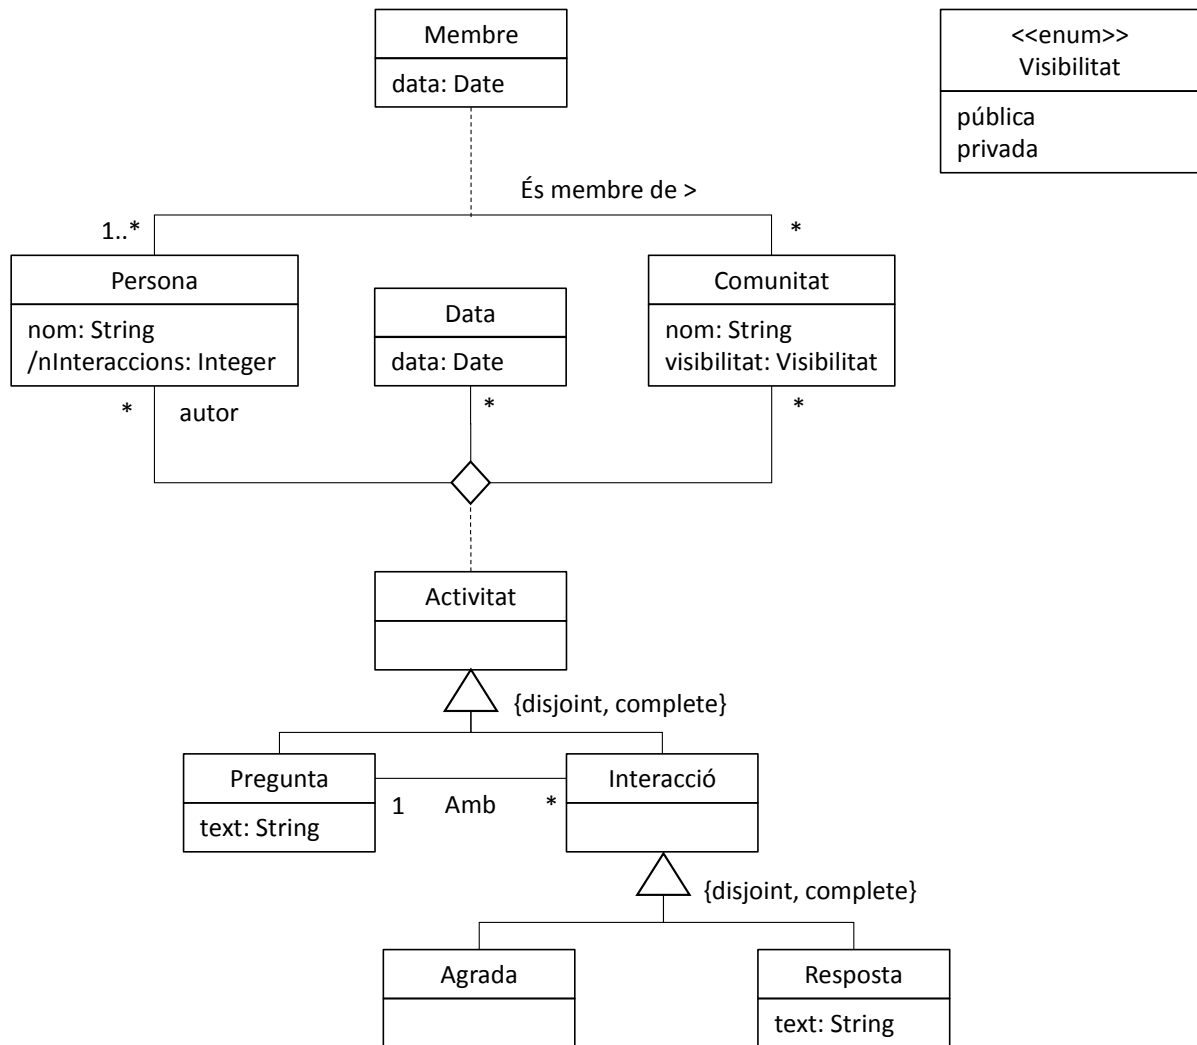 Membre
data: Date
<<enum>>
Visibilitat
pública
privada
És membre de >
1..*
*
Persona
nom: String
/nInteraccions: Integer
Data
data: Date
Comunitat
nom: String
visibilitat: Visibilitat
*
autor
*
*
Activitat
{disjoint, complete}
Pregunta
text: String
1
Amb
*
Interacció
{disjoint, complete}
Agrada
Resposta
text: String